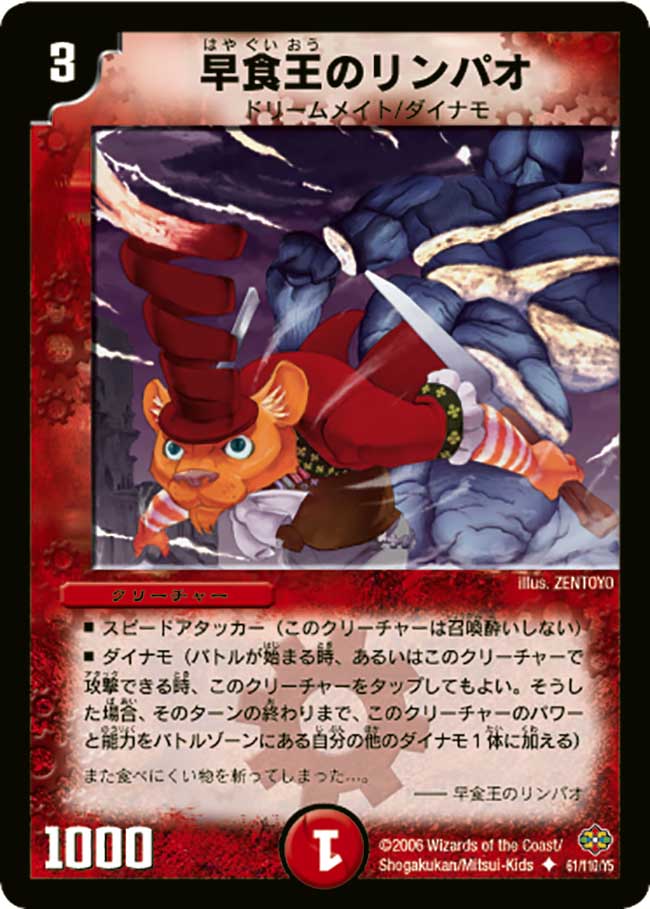 3
はやぐいおう
早食王のリンパオ
ドリームメイト/ダイナモ
illus. ZENTOYO
クリーチャー
■ スピードアタッカー（このクリーチャーは召喚酔いしない）
■ ダイナモ（バトルが始まる時、あるいはこのクリーチャーで
攻撃できる時、このクリーチャーをタップしてもよい。そうし
た場合、そのターンの終わりまで、このクリーチャーのパワー
と能力をバトルゾーンにある自分の他のダイナモ1体に加える）
また食べにくい物を斬ってしまった…。
—— 早食王のリンパオ
1000
1
©2006 Wizards of the Coast/
Shogakukan/Mitsui-Kids
61/110/Y5